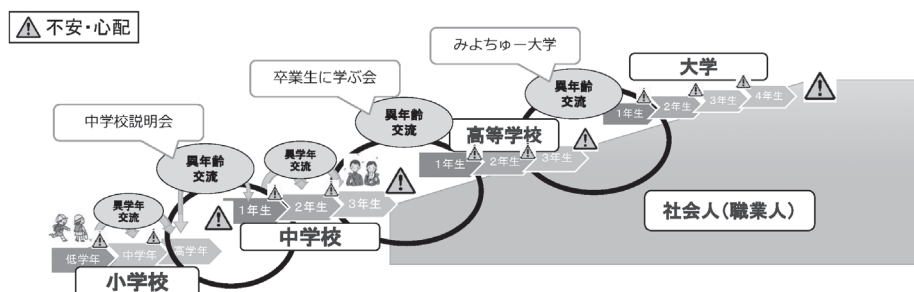 不安・心配
みよちゅー大学
卒業生に学ぶ会
中学校説明会
異年齢
交流
大学
1年生
2年生
3年生
4年生
異年齢
交流
高等学校
1年生
2年生
3年生
異年齢
交流
異学年
交流
1年生
2年生
3年生
中学校
異学年
交流
低学年
中学年
高学年
小学校
社会人(職業人)